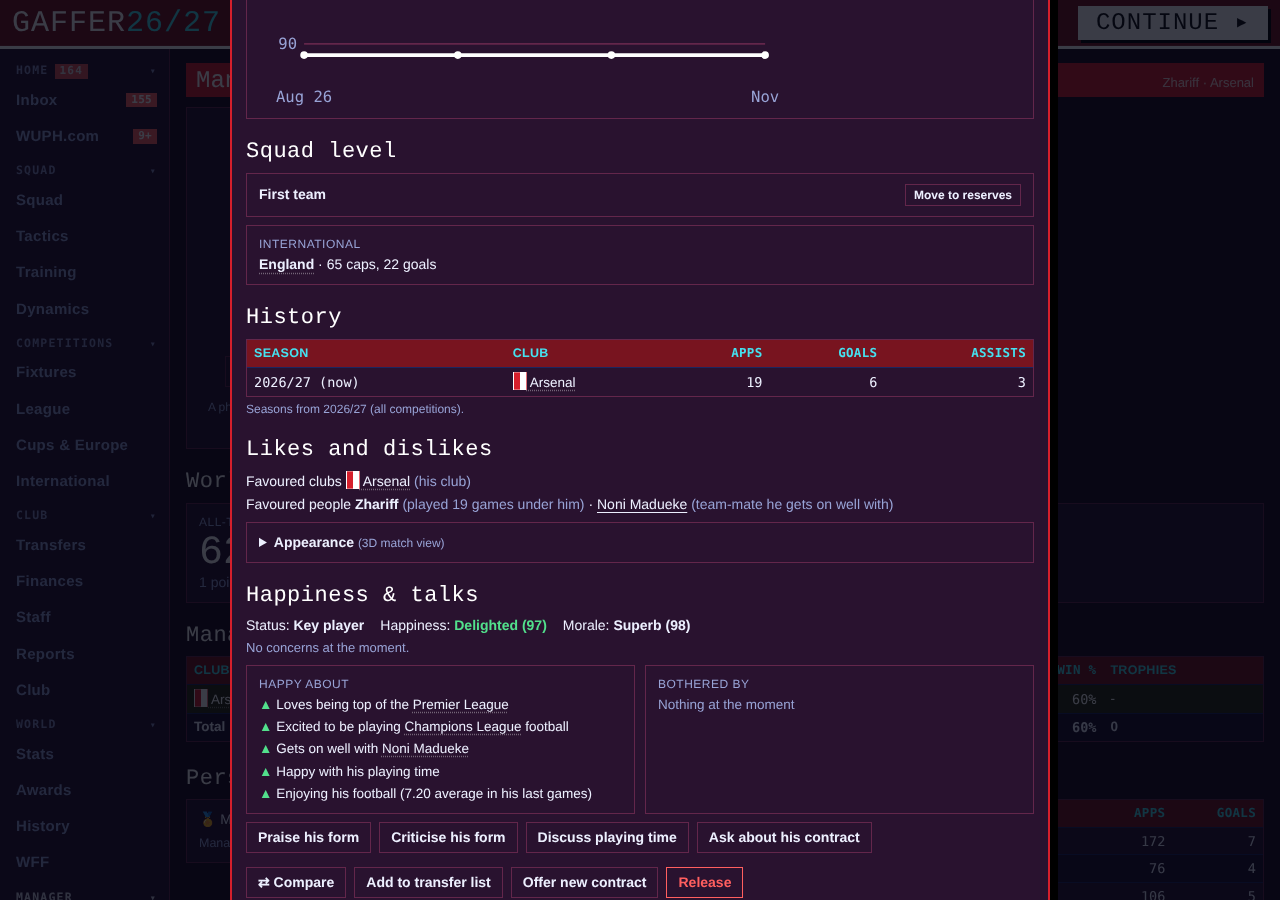 GAFFER26/27
CONTINUE ▶
HOME 164
Inbox 155
WUPH.com 9+
SQUAD
Squad
Tactics
Training
Dynamics
COMPETITIONS
Fixtures
League
Cups & Europe
International
CLUB
Transfers
Finances
Staff
Reports
Club
WORLD
Stats
Awards
History
WFF
MANAGER
Zhariff · Arsenal
90
Aug 26 Nov
Squad level
First team Move to reserves
INTERNATIONAL
England · 65 caps, 22 goals
History
SEASON CLUB APPS GOALS ASSISTS
2026/27 (now) Arsenal 19 6 3
Seasons from 2026/27 (all competitions).
Likes and dislikes
Favoured clubs Arsenal (his club)
Favoured people Zhariff (played 19 games under him) · Noni Madueke (team-mate he gets on well with)
▶ Appearance (3D match view)
Happiness & talks
Status: Key player Happiness: Delighted (97) Morale: Superb (98)
No concerns at the moment.
HAPPY ABOUT
▲ Loves being top of the Premier League
▲ Excited to be playing Champions League football
▲ Gets on well with Noni Madueke
▲ Happy with his playing time
▲ Enjoying his football (7.20 average in his last games)
BOTHERED BY
Nothing at the moment
Praise his form Criticise his form Discuss playing time Ask about his contract
⇄ Compare Add to transfer list Offer new contract Release
CLUB
Total
WIN % TROPHIES
60% -
60% 0
APPS GOALS
172 7
76 4
106 5